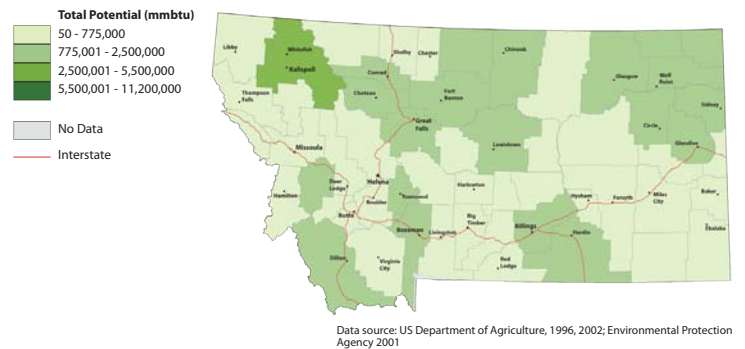 Total Potential (mmbtu)
50 - 775,000
775,001 - 2,500,000
2,500,001 - 5,500,000
5,500,001 - 11,200,000
No Data
Interstate
Libby
Whitefish
Kalispell
Shelby
Chester
Chinook
Conrad
Glasgow
Wolf
Point
Thompson
Falls
Choteau
Fort
Benton
Sidney
Great
Falls
Circle
Glendive
Missoula
Lewistown
Helena
Deer
Lodge
Hamilton
Townsend
Harlowton
Boulder
Hysham
Forsyth
Miles
City
Baker
Butte
Big
Timber
Bozeman
Livingston
Billings
Hardin
Ekalaka
Dillon
Virginia
City
Red
Lodge
Data source: US Department of Agriculture, 1996, 2002; Environmental Protection
Agency 2001